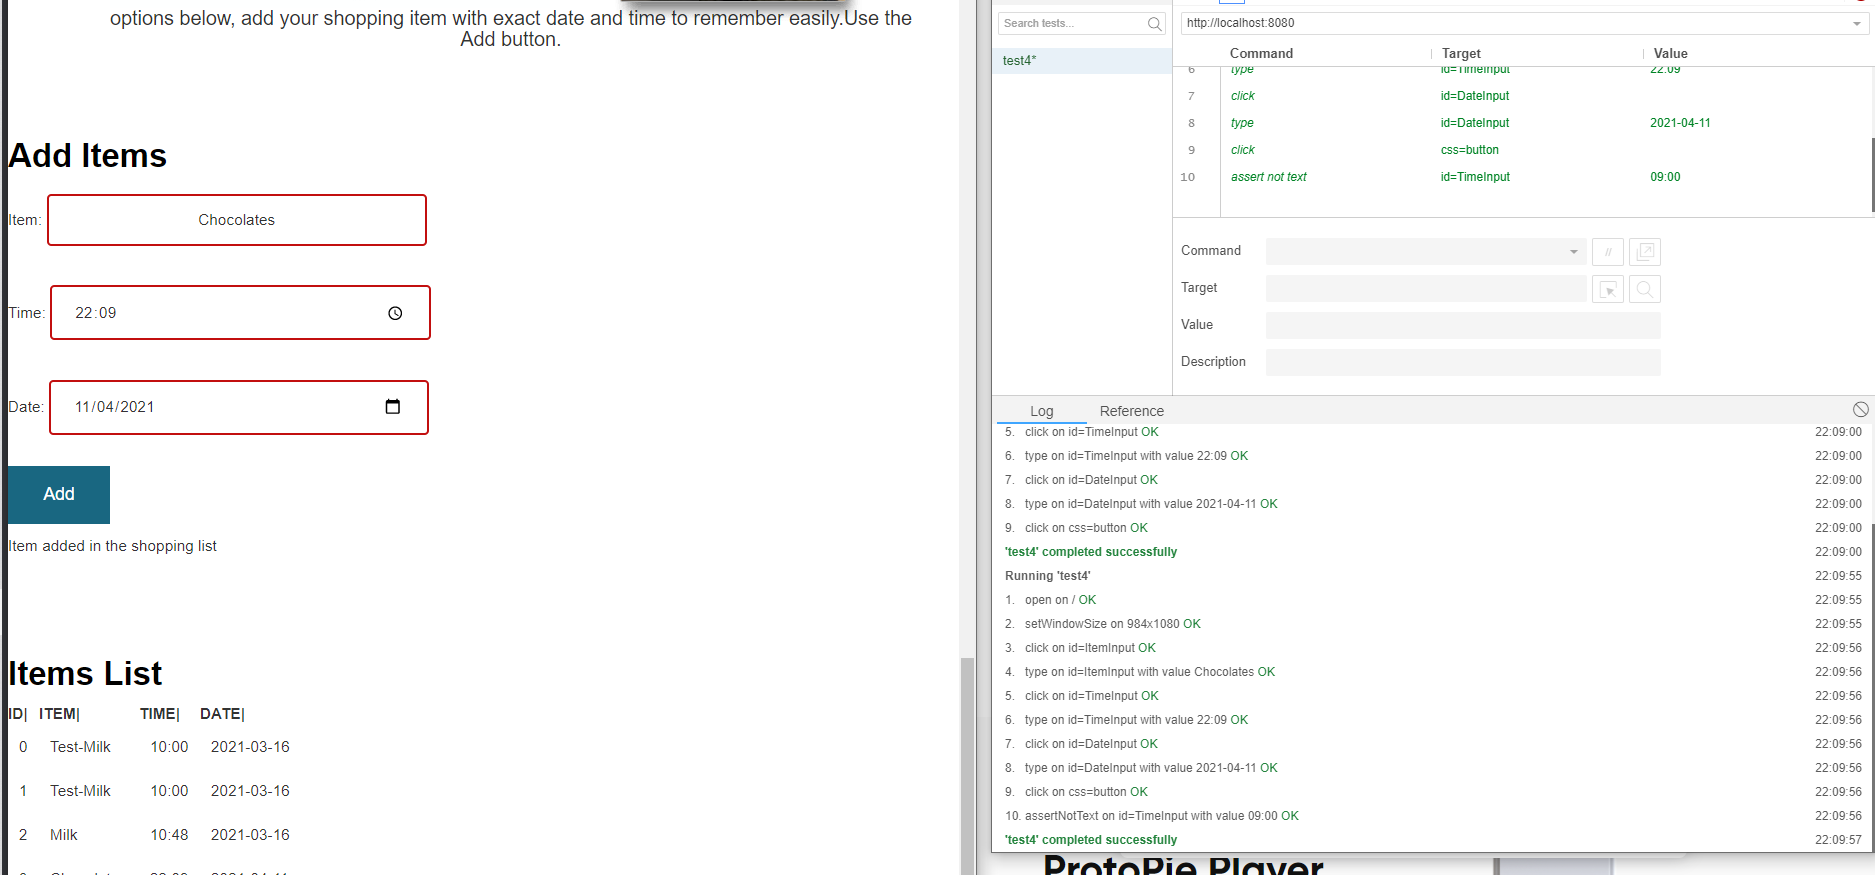 options below, add your shopping item with exact date and time to remember easily.Use the
Add button.
Add Items
Item: Chocolates
Time: 22:09
Date: 11/04/2021
Add
Item added in the shopping list
Items List
ID| ITEM| TIME| DATE|
0 Test-Milk 10:00 2021-03-16
1 Test-Milk 10:00 2021-03-16
2 Milk 10:48 2021-03-16
Search tests...
test4*
http://localhost:8080
Command Target Value
6 type id=TimeInput 22:09
7 click id=DateInput
8 type id=DateInput 2021-04-11
9 click css=button
10 assert not text id=TimeInput 09:00
Command //
Target
Value
Description
Log Reference
5. click on id=TimeInput OK 22:09:00
6. type on id=TimeInput with value 22:09 OK 22:09:00
7. click on id=DateInput OK 22:09:00
8. type on id=DateInput with value 2021-04-11 OK 22:09:00
9. click on css=button OK 22:09:00
'test4' completed successfully 22:09:00
Running 'test4' 22:09:55
1. open on / OK 22:09:55
2. setWindowSize on 984x1080 OK 22:09:55
3. click on id=ItemInput OK 22:09:56
4. type on id=ItemInput with value Chocolates OK 22:09:56
5. click on id=TimeInput OK 22:09:56
6. type on id=TimeInput with value 22:09 OK 22:09:56
7. click on id=DateInput OK 22:09:56
8. type on id=DateInput with value 2021-04-11 OK 22:09:56
9. click on css=button OK 22:09:56
10. assertNotText on id=TimeInput with value 09:00 OK 22:09:56
'test4' completed successfully 22:09:57
ProtoPie Player